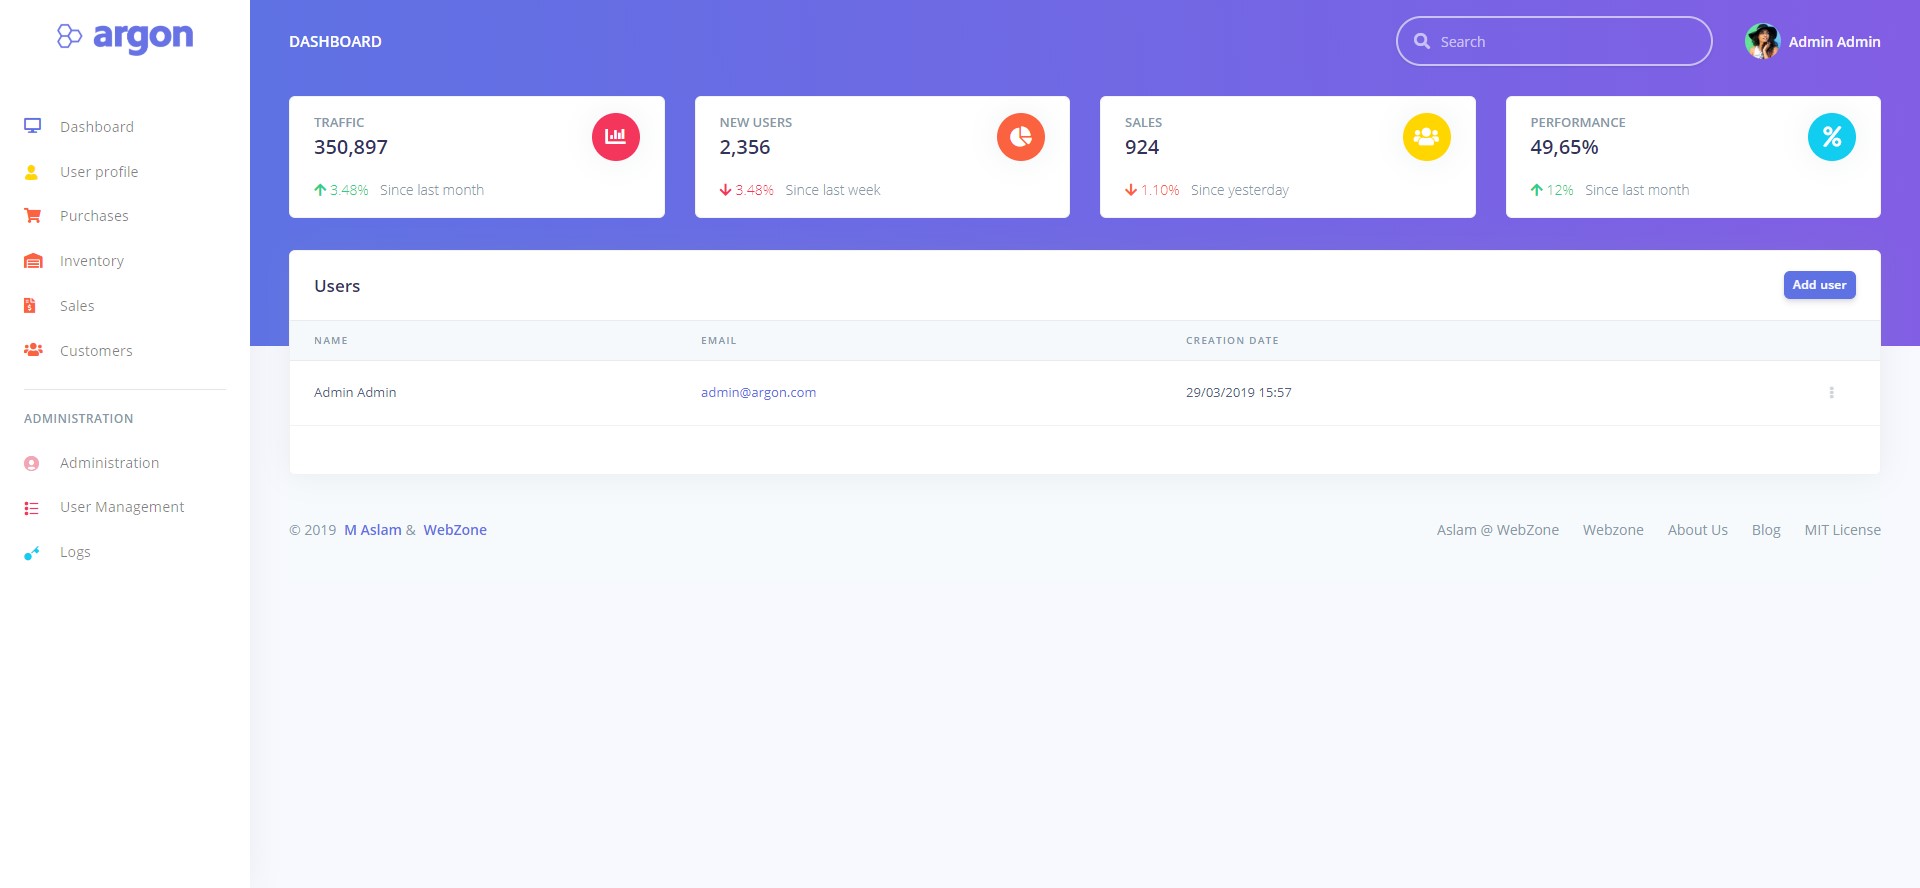 argon
Dashboard
User profile
Purchases
Inventory
Sales
Customers
ADMINISTRATION
Administration
User Management
Logs
DASHBOARD
Search
Admin Admin
TRAFFIC
350,897
3.48% Since last month
NEW USERS
2,356
3.48% Since last week
SALES
924
1.10% Since yesterday
PERFORMANCE
49,65%
12% Since last month
Users
Add user
NAME EMAIL CREATION DATE
Admin Admin admin@argon.com 29/03/2019 15:57
© 2019 M Aslam & WebZone
Aslam @ WebZone Webzone About Us Blog MIT License